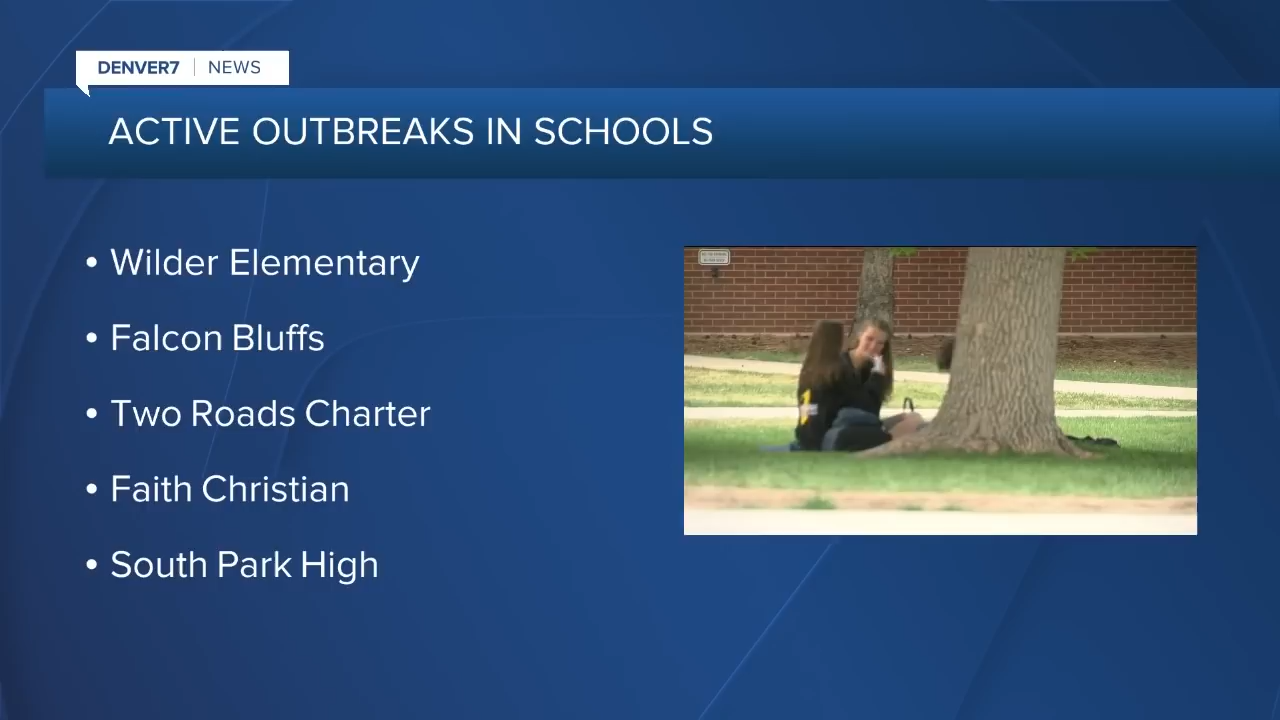 DENVER7 | NEWS
ACTIVE OUTBREAKS IN SCHOOLS
• Wilder Elementary
• Falcon Bluffs
• Two Roads Charter
• Faith Christian
• South Park High